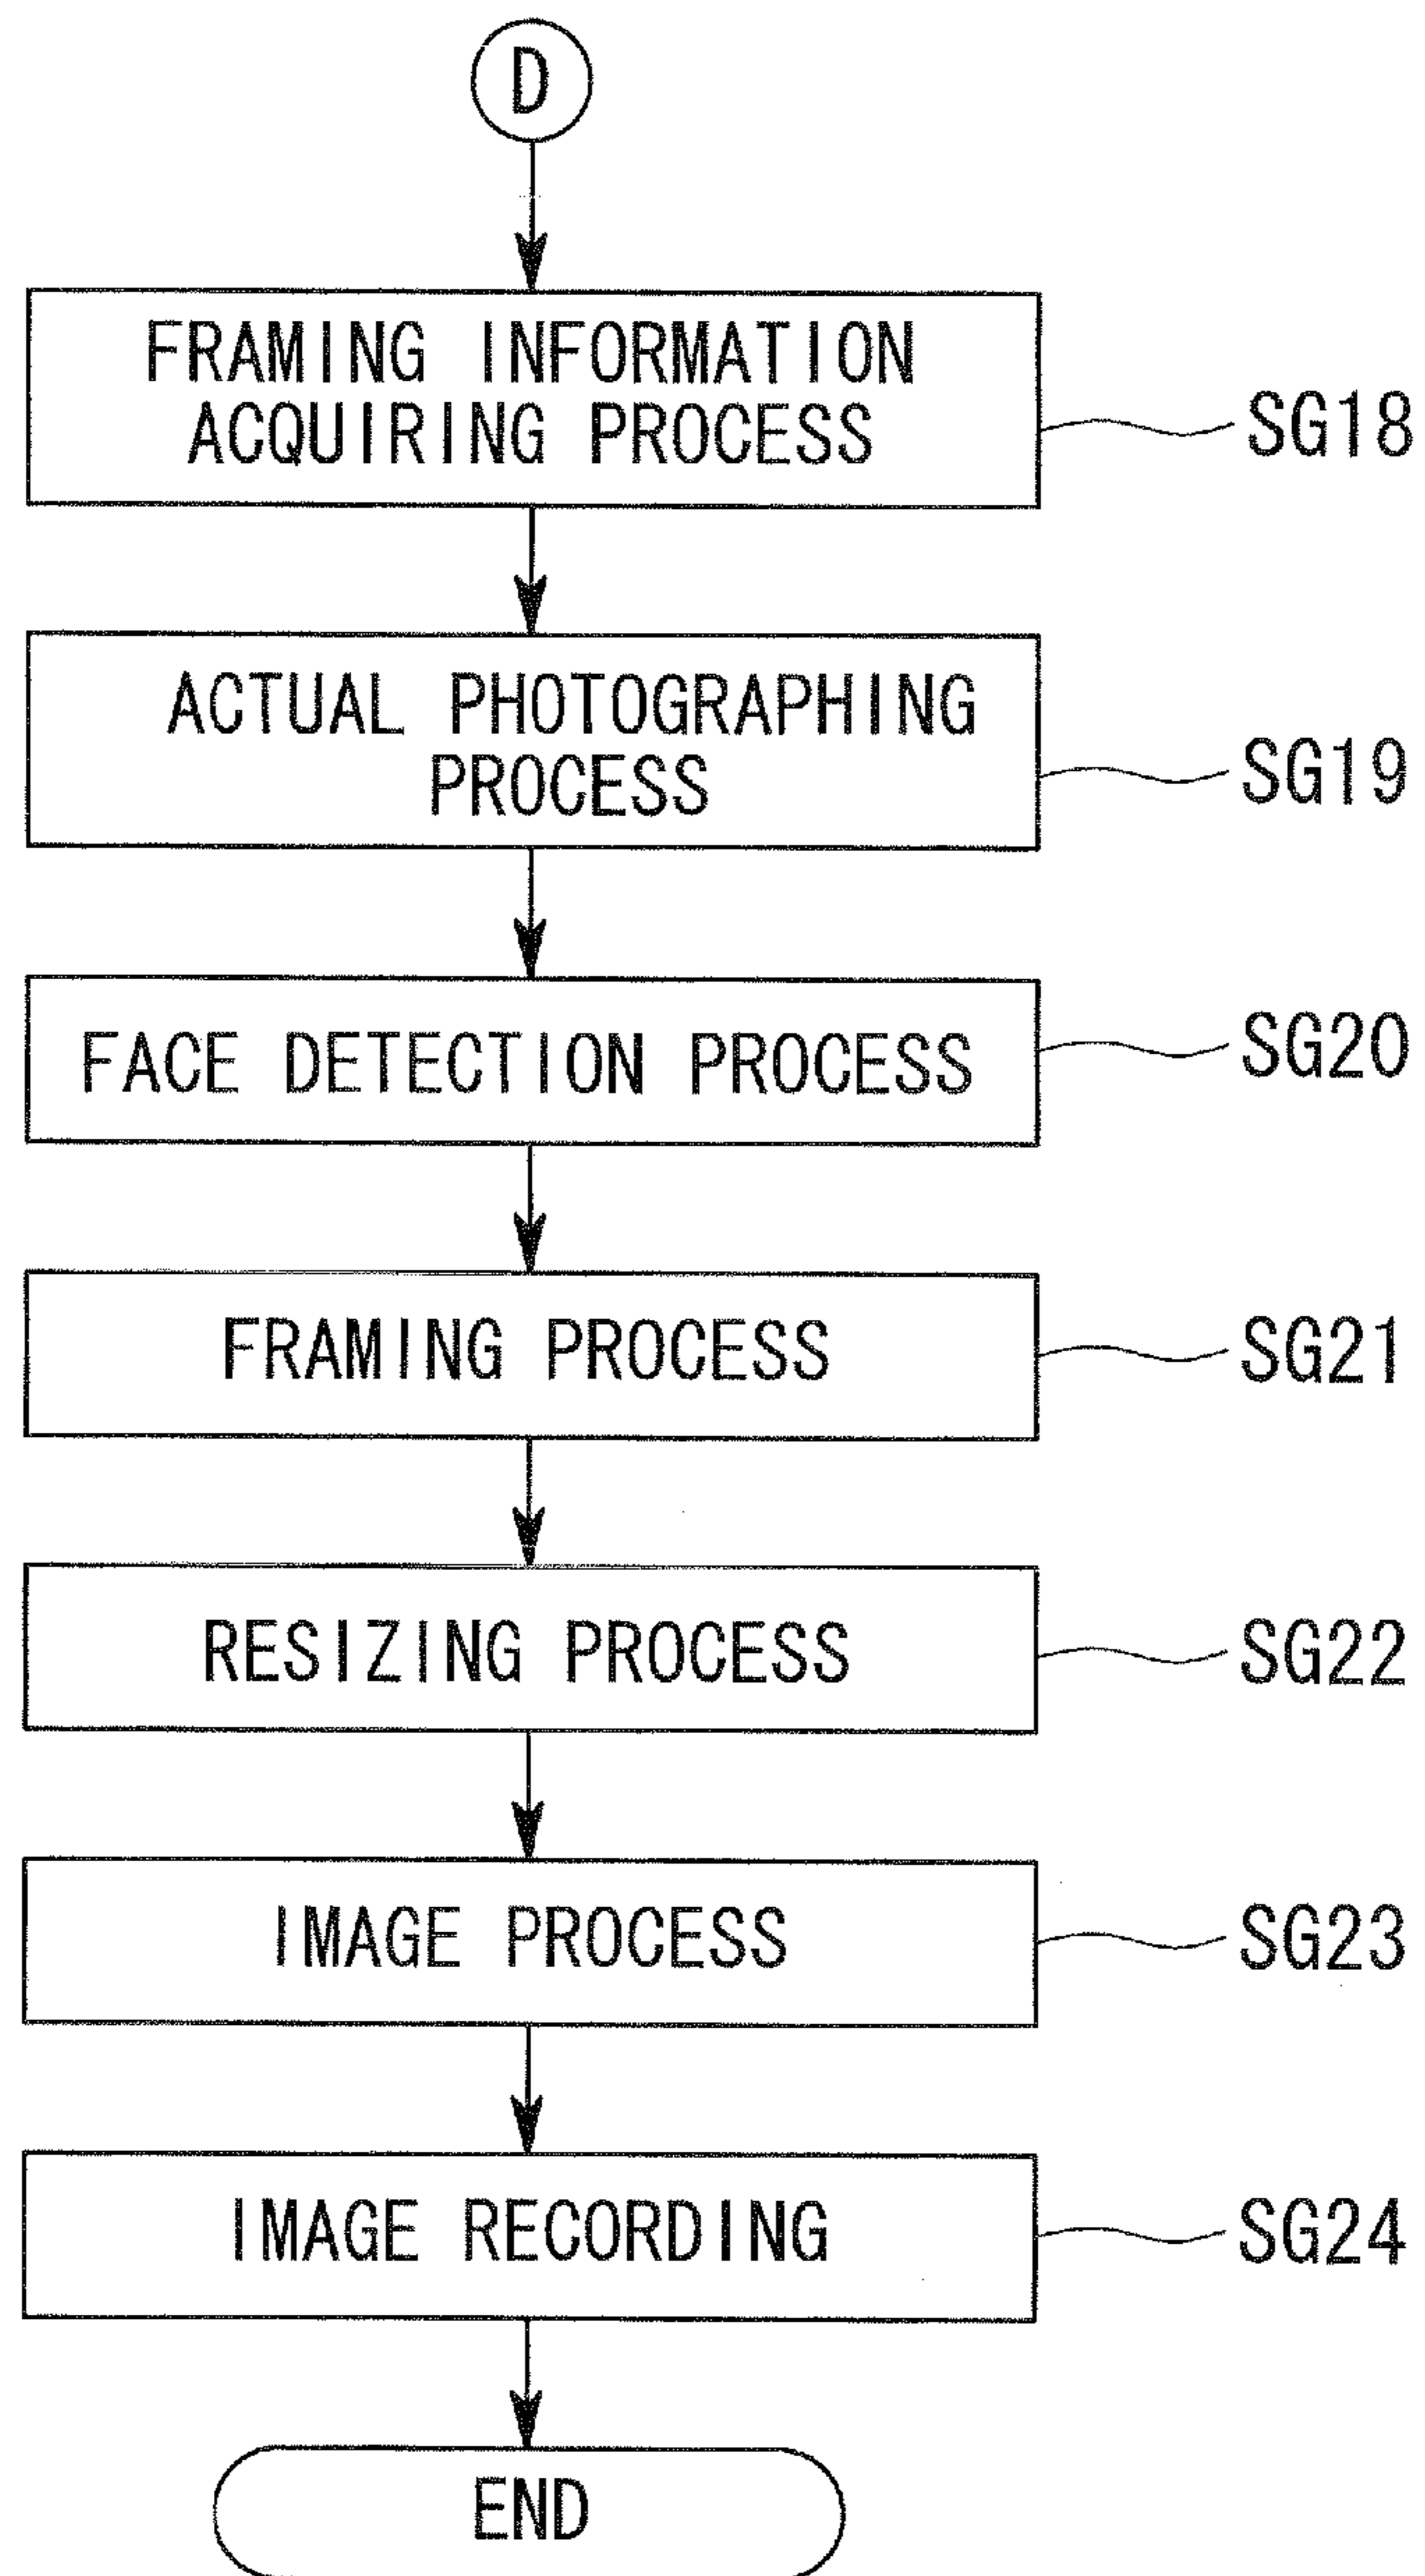 D
FRAMING INFORMATION
ACQUIRING PROCESS
SG18
ACTUAL PHOTOGRAPHING
PROCESS
SG19
FACE DETECTION PROCESS
SG20
FRAMING PROCESS
SG21
RESIZING PROCESS
SG22
IMAGE PROCESS
SG23
IMAGE RECORDING
SG24
END